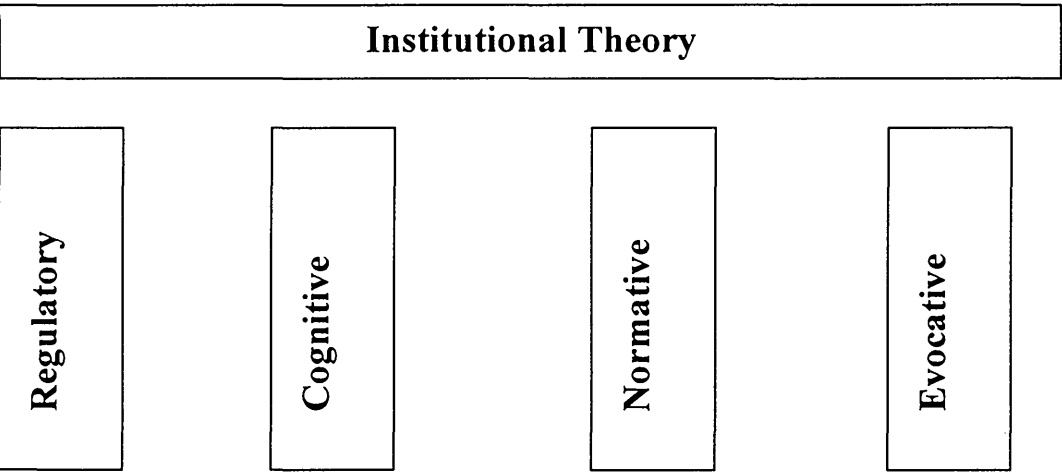 Institutional Theory
Regulatory
Cognitive
Normative
Evocative